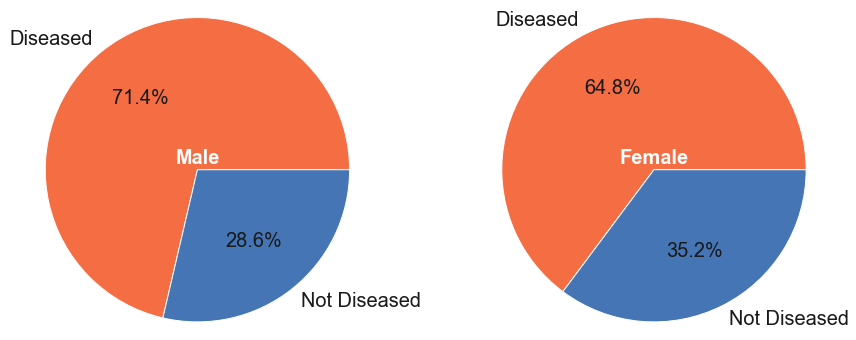 Diseased
71.4%
Male
28.6%
Not Diseased
Diseased
64.8%
Female
35.2%
Not Diseased